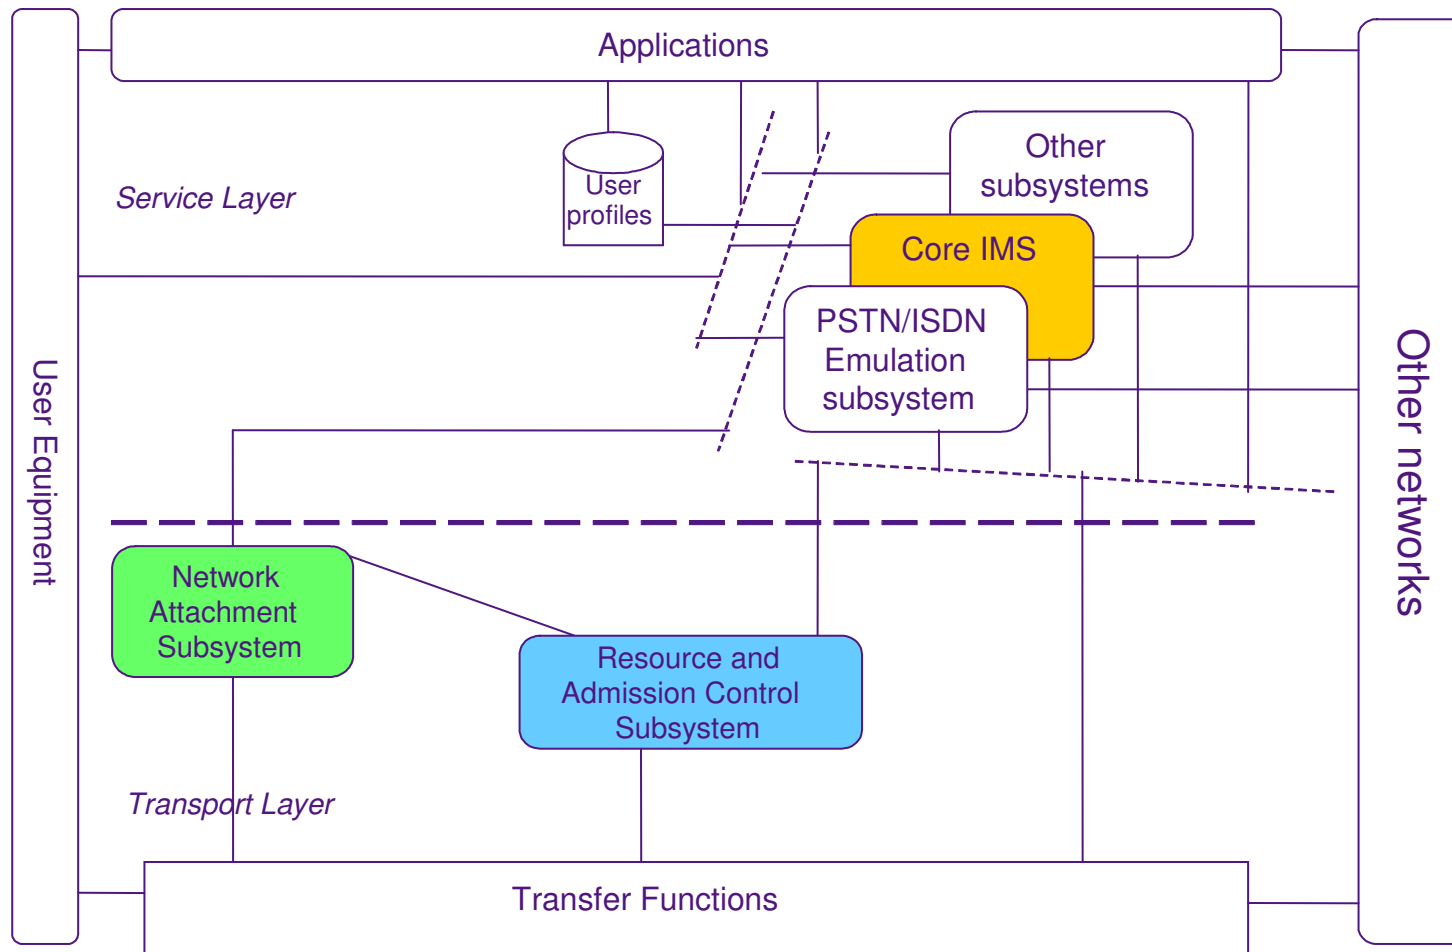 Applications
Other
subsystems
User
profiles
Service Layer
Core IMS
PSTN/ISDN
Emulation
subsystem
User Equipment
Other networks
Network
Attachment
Subsystem
Resource and
Admission Control
Subsystem
Transport Layer
Transfer Functions